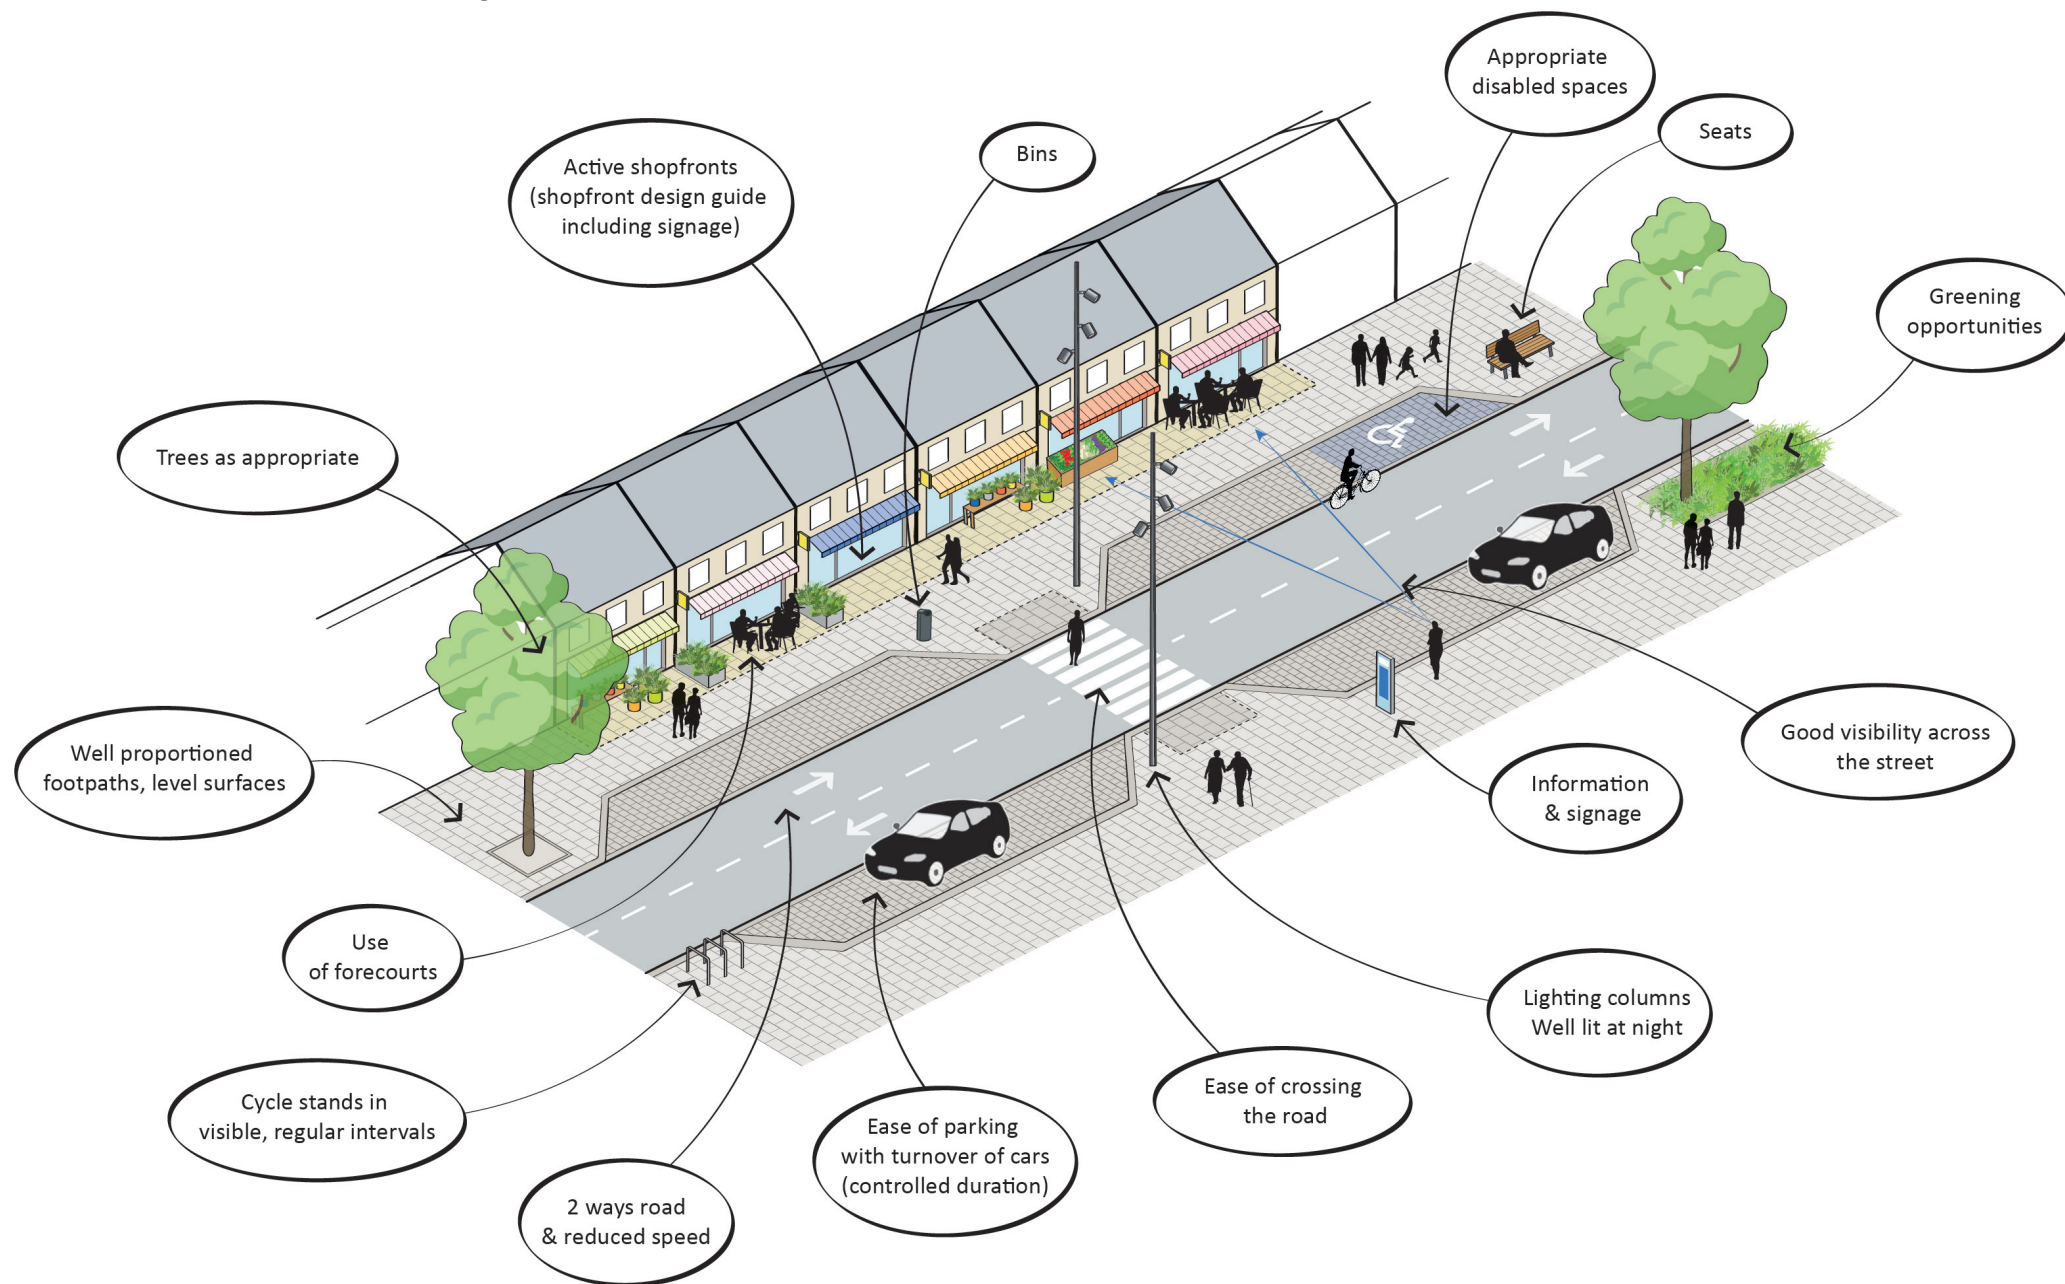 Appropriate
disabled spaces
Seats
Bins
Active shopfronts
(shopfront design guide
including signage)
Greening
opportunities
Trees as appropriate
Well proportioned
footpaths, level surfaces
Good visibility across
the street
Information
& signage
Use
of forecourts
Lighting columns
Well lit at night
Cycle stands in
visible, regular intervals
Ease of crossing
the road
Ease of parking
with turnover of cars
(controlled duration)
2 ways road
& reduced speed